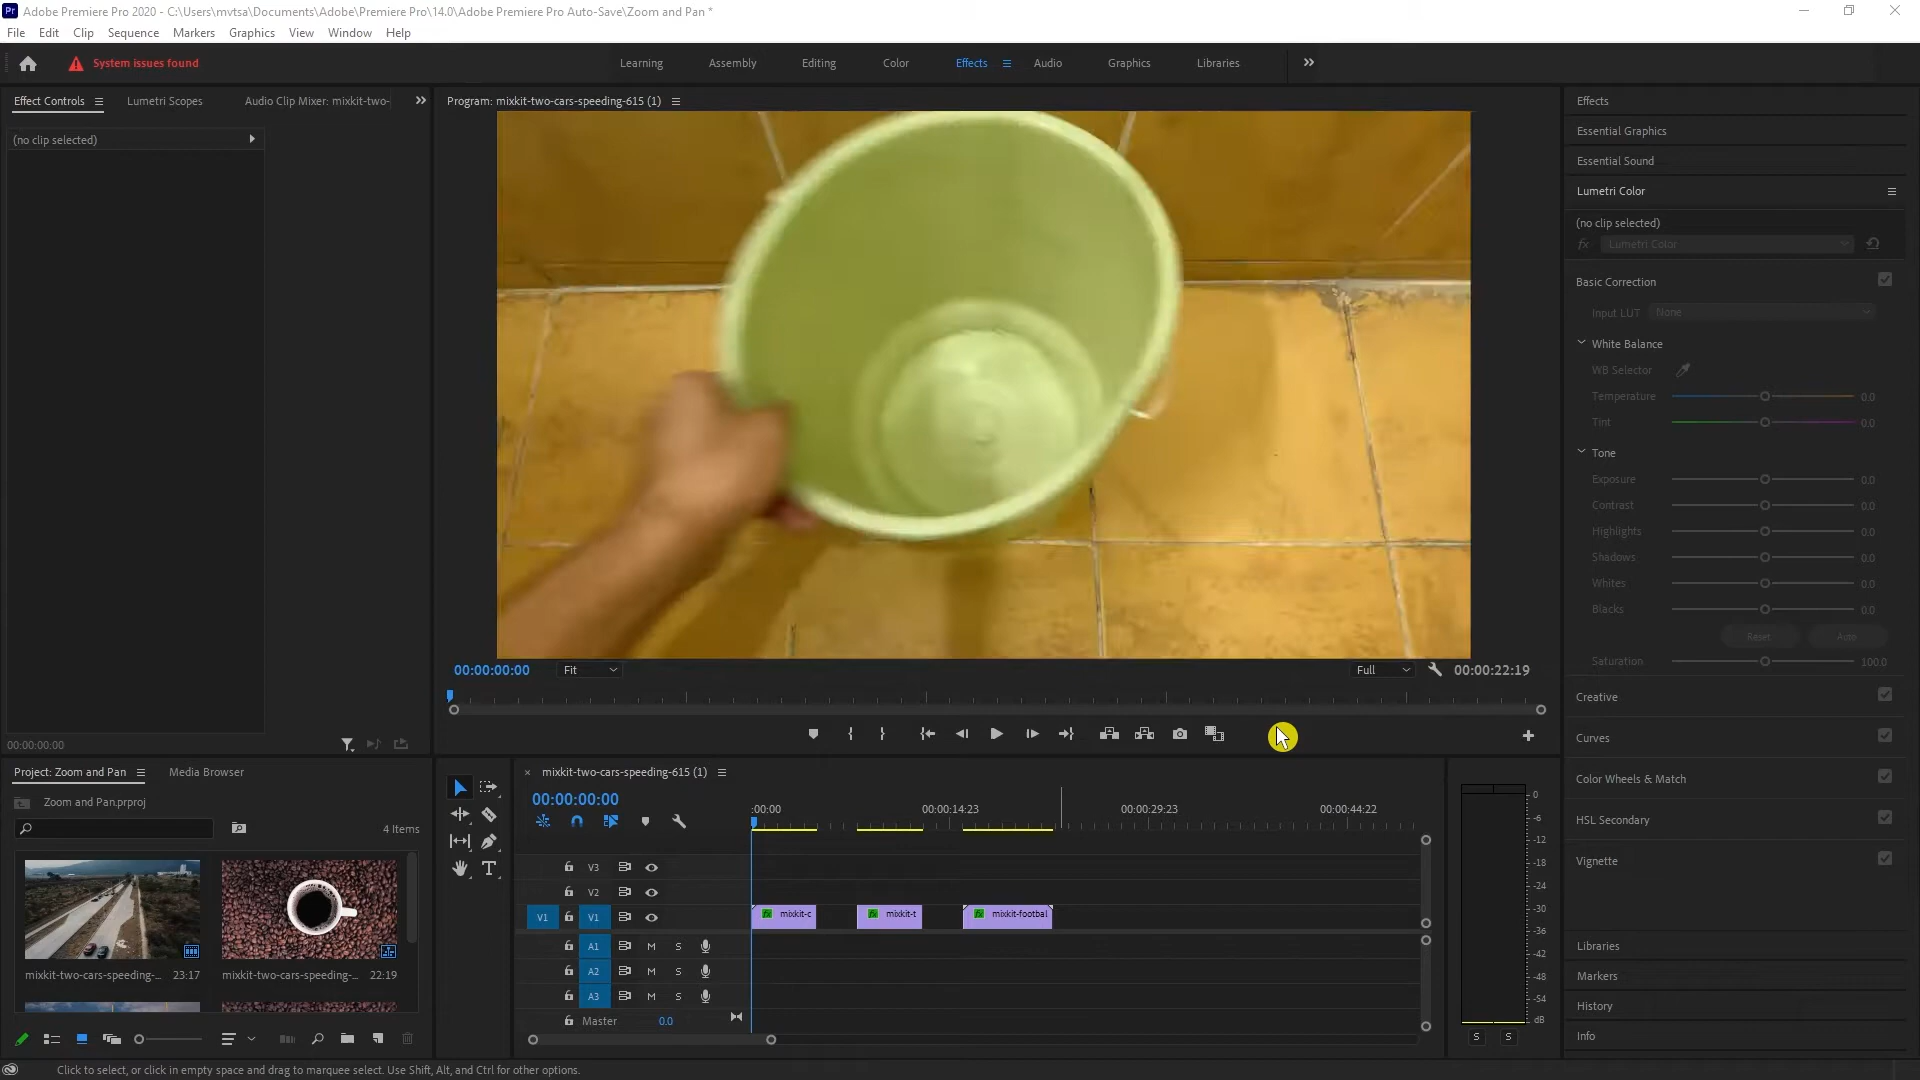 Adobe Premiere Pro 2020 - C:\Users\mvtsa\Documents\Adobe\Premiere Pro\14.0\Adobe Premiere Pro Auto-Save\Zoom and Pan *
File Edit Clip Sequence Markers Graphics View Window Help
System issues found
Learning Assembly Editing Color Effects Audio Graphics Libraries
Effect Controls Lumetri Scopes Audio Clip Mixer: mixkit-two-
(no clip selected)
00:00:00:00
Program: mixkit-two-cars-speeding-615 (1)
00:00:00:00 Fit Full 00:00:22:19
Effects
Essential Graphics
Essential Sound
Lumetri Color
(no clip selected)
fx Lumetri Color
Basic Correction
Input LUT None
White Balance
WB Selector
Temperature 0.0
Tint 0.0
Tone
Exposure 0.0
Contrast 0.0
Highlights 0.0
Shadows 0.0
Whites 0.0
Blacks 0.0
Reset Auto
Saturation 100.0
Creative
Curves
Color Wheels & Match
HSL Secondary
Vignette
Libraries
Markers
History
Info
Project: Zoom and Pan Media Browser
Zoom and Pan.prproj
4 Items
mixkit-two-cars-speeding-... 23:17
mixkit-two-cars-speeding-... 22:19
mixkit-two-cars-speeding-615 (1)
00:00:00:00
:00:00 00:00:14:23 00:00:29:23 00:00:44:22
V3
V2
V1 V1 fx mixkit-c fx mixkit-t fx mixkit-footbal
A1 M S
A2 M S
A3 M S
Master 0.0
0
-6
-12
-18
-24
-30
-36
-42
-48
-54
dB
S S
Click to select, or click in empty space and drag to marquee select. Use Shift, Alt, and Ctrl for other options.